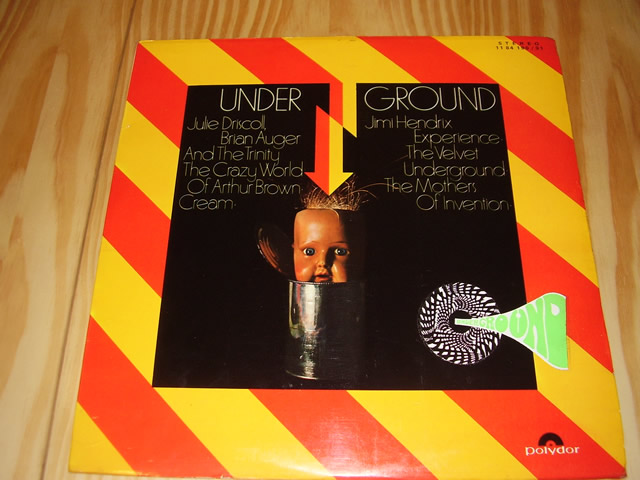 STEREO
UNDER GROUND
Julie Driscoll
Brian Auger
And The Trinity
The Crazy World
Of Arthur Brown·
Cream·
Jimi Hendrix
Experience
The Velvet
Underground·
The Mothers
Of Invention·
polydor